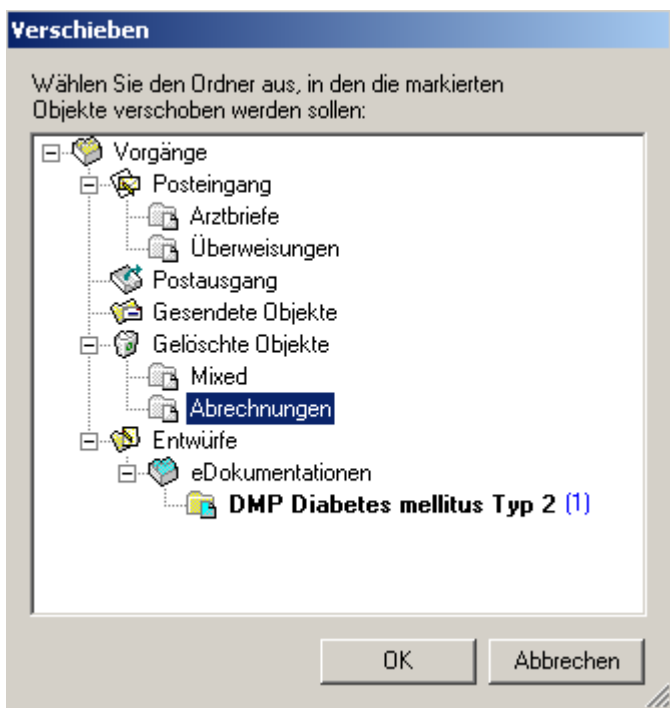 Verschieben
Wählen Sie den Ordner aus, in den die markierten
Objekte verschoben werden sollen:
Vorgänge
Posteingang
Arztbriefe
Überweisungen
Postausgang
Gesendete Objekte
Gelöschte Objekte
Mixed
Abrechnungen
Entwürfe
eDokumentationen
DMP Diabetes mellitus Typ 2 (1)
OK Abbrechen